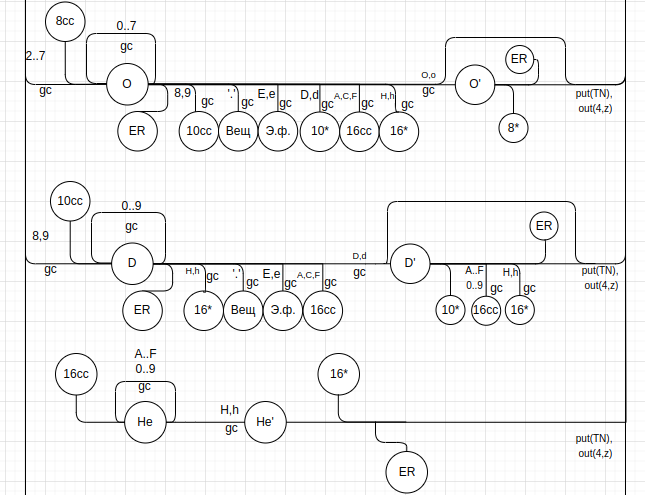 8cc
0..7
gc
2..7
gc
O
8,9
gc
'.'
gc
E,e
gc
D,d
gc
A,C,F
gc
H,h
gc
O,o
gc
O'
ER
put(TN),
out(4,z)
ER
10cc
Вещ
Э.ф.
10*
16cc
16*
8*
10cc
0..9
gc
8,9
gc
D
H,h
gc
'.'
gc
E,e
gc
A,C,F
gc
D,d
gc
D'
ER
A..F
0..9
gc
H,h
gc
put(TN),
out(4,z)
ER
16*
Вещ
Э.ф.
16cc
10*
16cc
16*
A..F
0..9
gc
16cc
16*
He
H,h
gc
He'
put(TN),
out(4,z)
ER